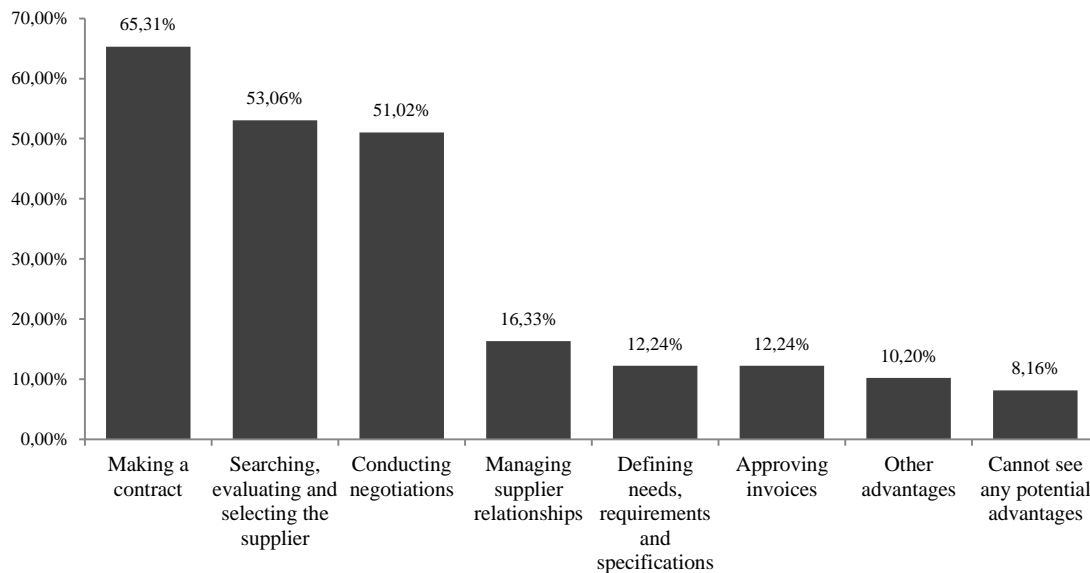 70,00%
60,00%
50,00%
40,00%
30,00%
20,00%
10,00%
0,00%
65,31%
53,06%
51,02%
16,33%
12,24%
12,24%
10,20%
8,16%
Making a
contract
Searching,
evaluating and
selecting the
supplier
Conducting
negotiations
Managing
supplier
relationships
Defining
needs,
requirements
and
specifications
Approving
invoices
Other
advantages
Cannot see
any potential
advantages